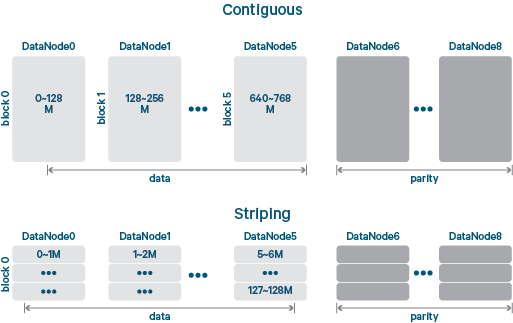 Contiguous
DataNode0 DataNode1 DataNode5 DataNode6 DataNode8
block 0
0~128
M
block 1
128~256
M
•••
block 5
640~768
M
•••
data
parity
Striping
DataNode0 DataNode1 DataNode5 DataNode6 DataNode8
block 0
0~1M 1~2M 5~6M
••• ••• ••• ••• •••
••• ••• 127~128M
data
parity